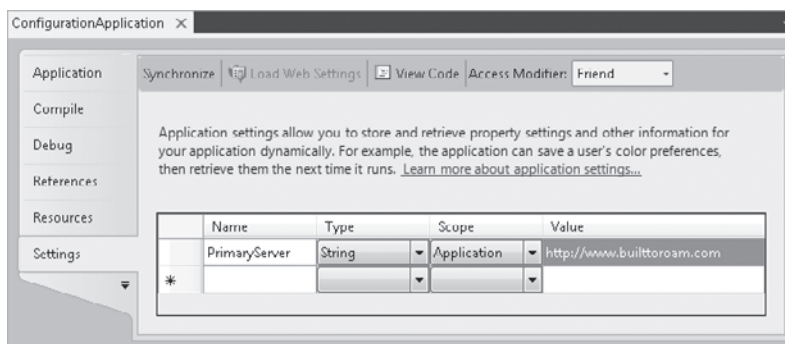 ConfigurationApplication ×
Application
Compile
Debug
References
Resources
Settings
Synchronize Load Web Settings View Code Access Modifier: Friend
Application settings allow you to store and retrieve property settings and other information for
your application dynamically. For example, the application can save a user's color preferences,
then retrieve them the next time it runs. Learn more about application settings...
Name Type Scope Value
PrimaryServer String Application http://www.builttoroam.com
*